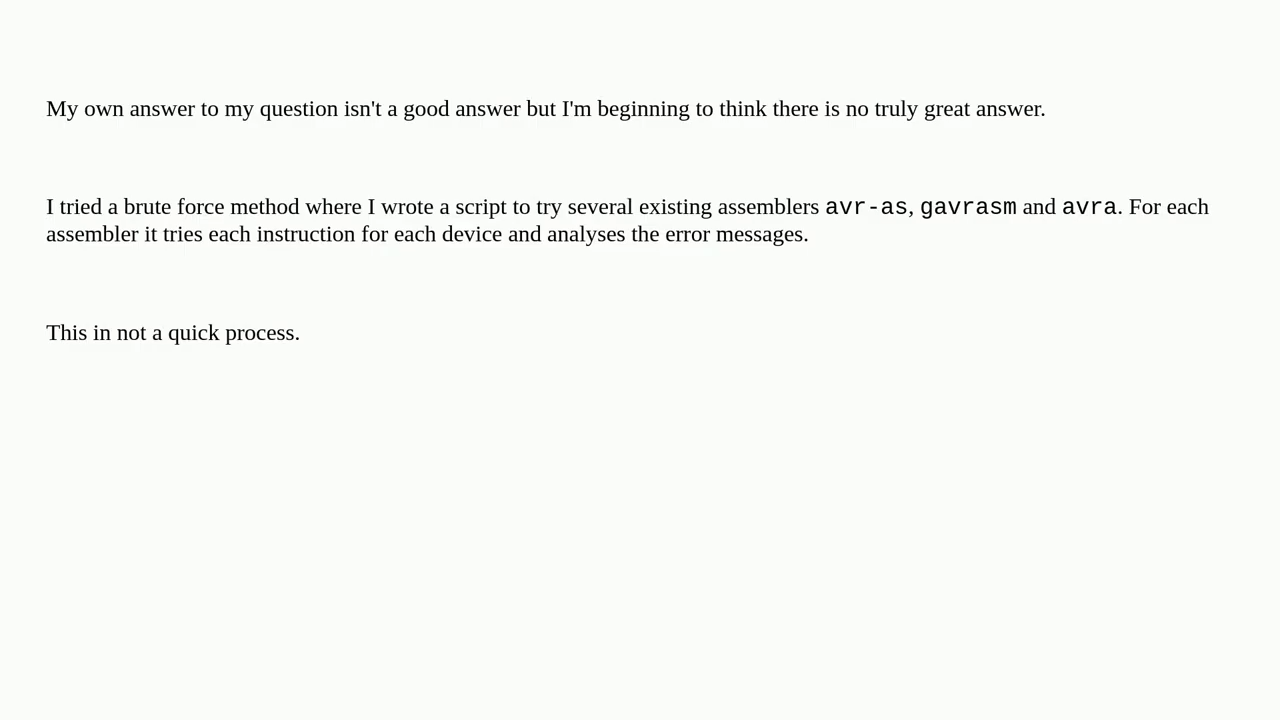 My own answer to my question isn't a good answer but I'm beginning to think there is no truly great answer.
I tried a brute force method where I wrote a script to try several existing assemblers avr-as, gavrasm and avra. For each
assembler it tries each instruction for each device and analyses the error messages.
This in not a quick process.